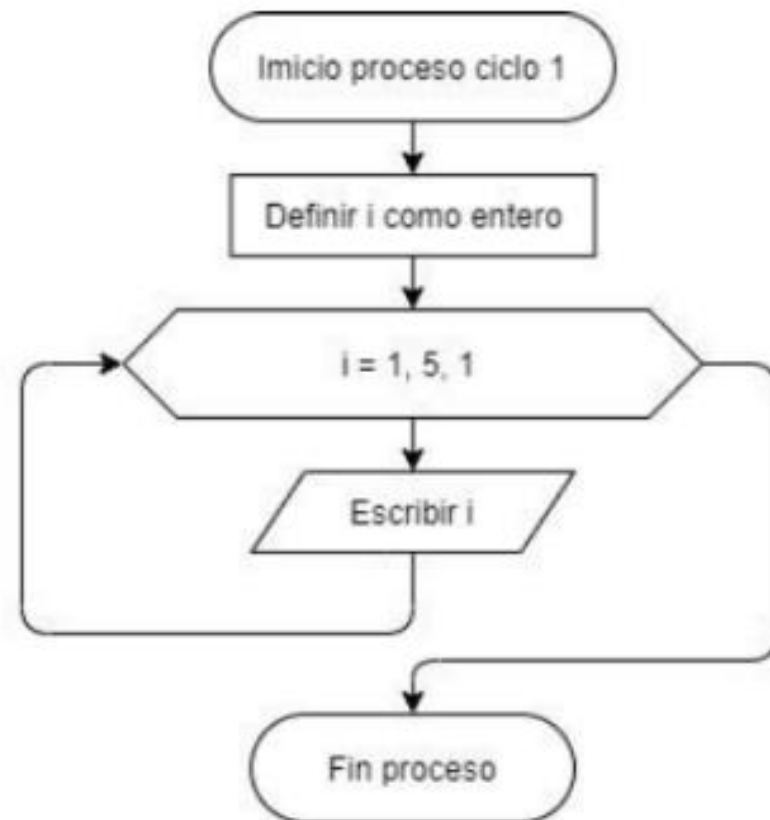 Imicio proceso ciclo 1
Definir i como entero
i = 1, 5, 1
Escribir i
Fin proceso